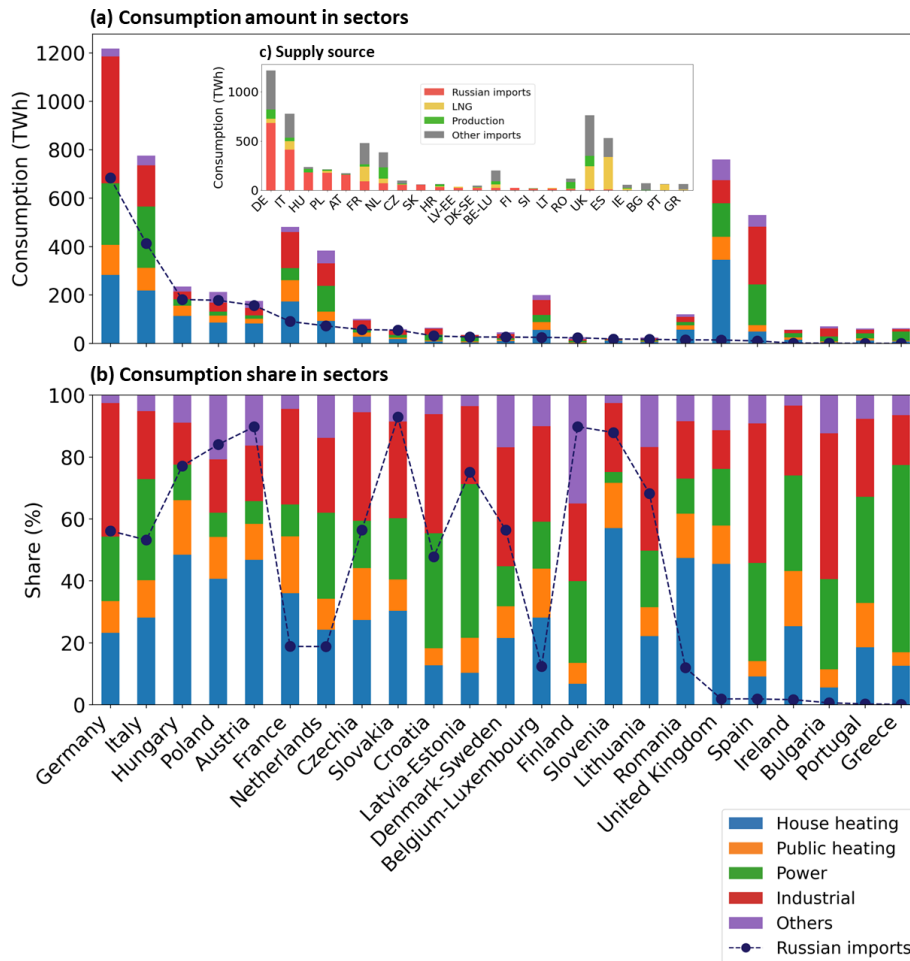 (a) Consumption amount in sectors
Consumption (TWh)
1200
1000
800
600
400
200
0
c) Supply source
Consumption (TWh)
1000
500
0
Russian imports
LNG
Production
Other imports
DE IT HU PL AT FR NL CZ SK HR LV-EE DK-SE BE-LU FI SI LT RO UK ES IE BG PT GR
(b) Consumption share in sectors
Share (%)
100
80
60
40
20
0
Germany
Italy
Hungary
Poland
Austria
France
Netherlands
Czechia
Slovakia
Croatia
Latvia-Estonia
Denmark-Sweden
Belgium-Luxembourg
Finland
Slovenia
Lithuania
Romania
United Kingdom
Spain
Ireland
Bulgaria
Portugal
Greece
House heating
Public heating
Power
Industrial
Others
Russian imports